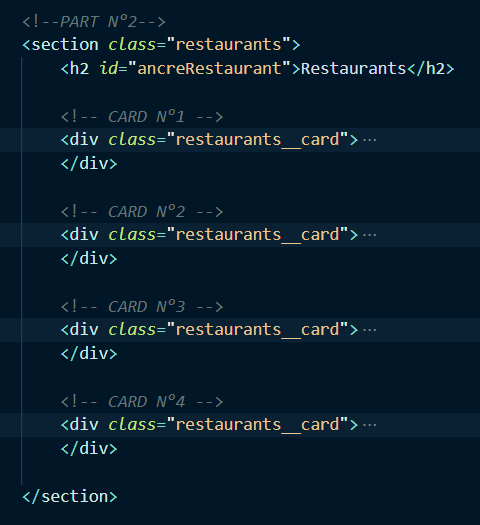 <!--PART N°2-->
<section class="restaurants">
<h2 id="ancreRestaurant">Restaurants</h2>
<!-- CARD N°1 -->
<div class="restaurants__card">···
</div>
<!-- CARD N°2 -->
<div class="restaurants__card">···
</div>
<!-- CARD N°3 -->
<div class="restaurants__card">···
</div>
<!-- CARD N°4 -->
<div class="restaurants__card">···
</div>
</section>